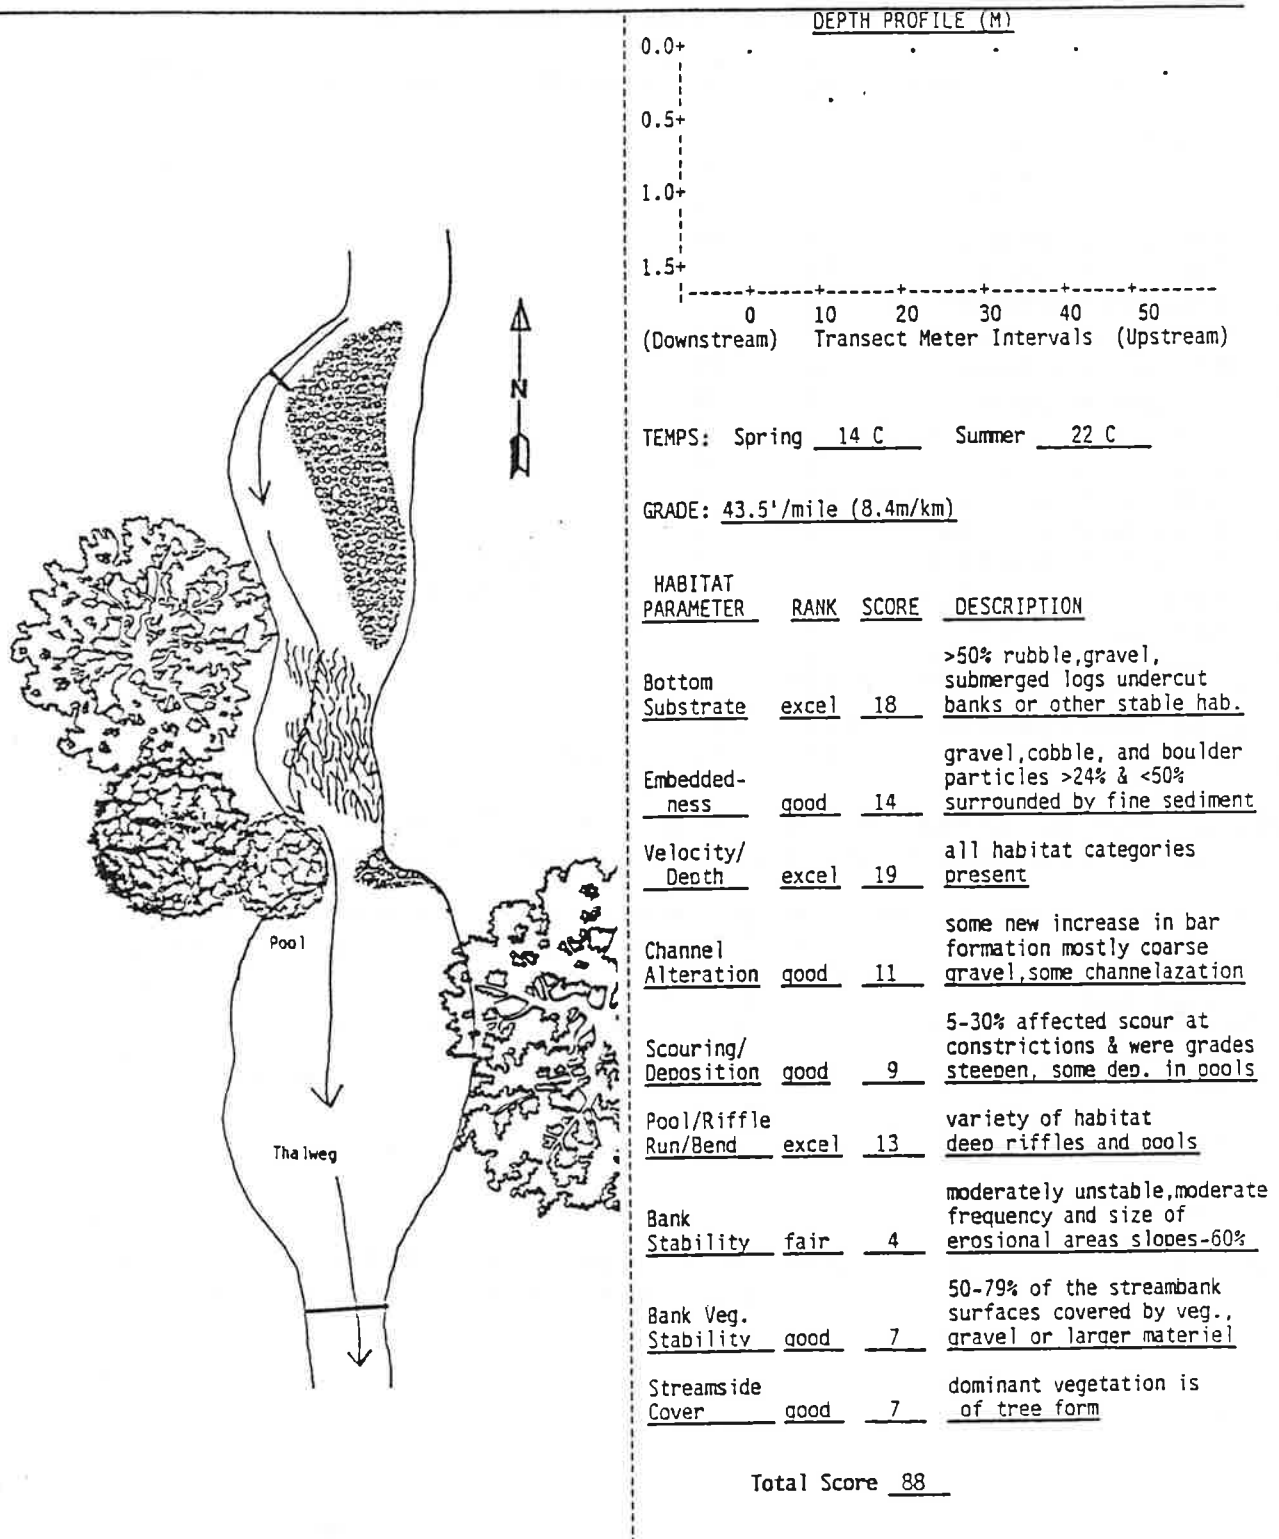 N
Pool
Thalweg
DEPTH PROFILE (M)
0.0+
0.5+
1.0+
1.5+
0 10 20 30 40 50
(Downstream) Transect Meter Intervals (Upstream)
TEMPS: Spring 14 C Summer 22 C
GRADE: 43.5'/mile (8.4m/km)
HABITAT
PARAMETER RANK SCORE DESCRIPTION
>50% rubble,gravel,
Bottom submerged logs undercut
Substrate excel 18 banks or other stable hab.
gravel,cobble, and boulder
Embedded- particles >24% & <50%
ness good 14 surrounded by fine sediment
Velocity/ all habitat categories
Depth excel 19 present
some new increase in bar
Channel formation mostly coarse
Alteration good 11 gravel,some channelazation
5-30% affected scour at
Scouring/ constrictions & were grades
Deposition good 9 steepen, some dep. in pools
Pool/Riffle variety of habitat
Run/Bend excel 13 deep riffles and pools
moderately unstable,moderate
Bank frequency and size of
Stability fair 4 erosional areas slopes-60%
50-79% of the streambank
Bank Veg. surfaces covered by veg.,
Stability good 7 gravel or larger materiel
Streamside dominant vegetation is
Cover good 7 of tree form
Total Score 88